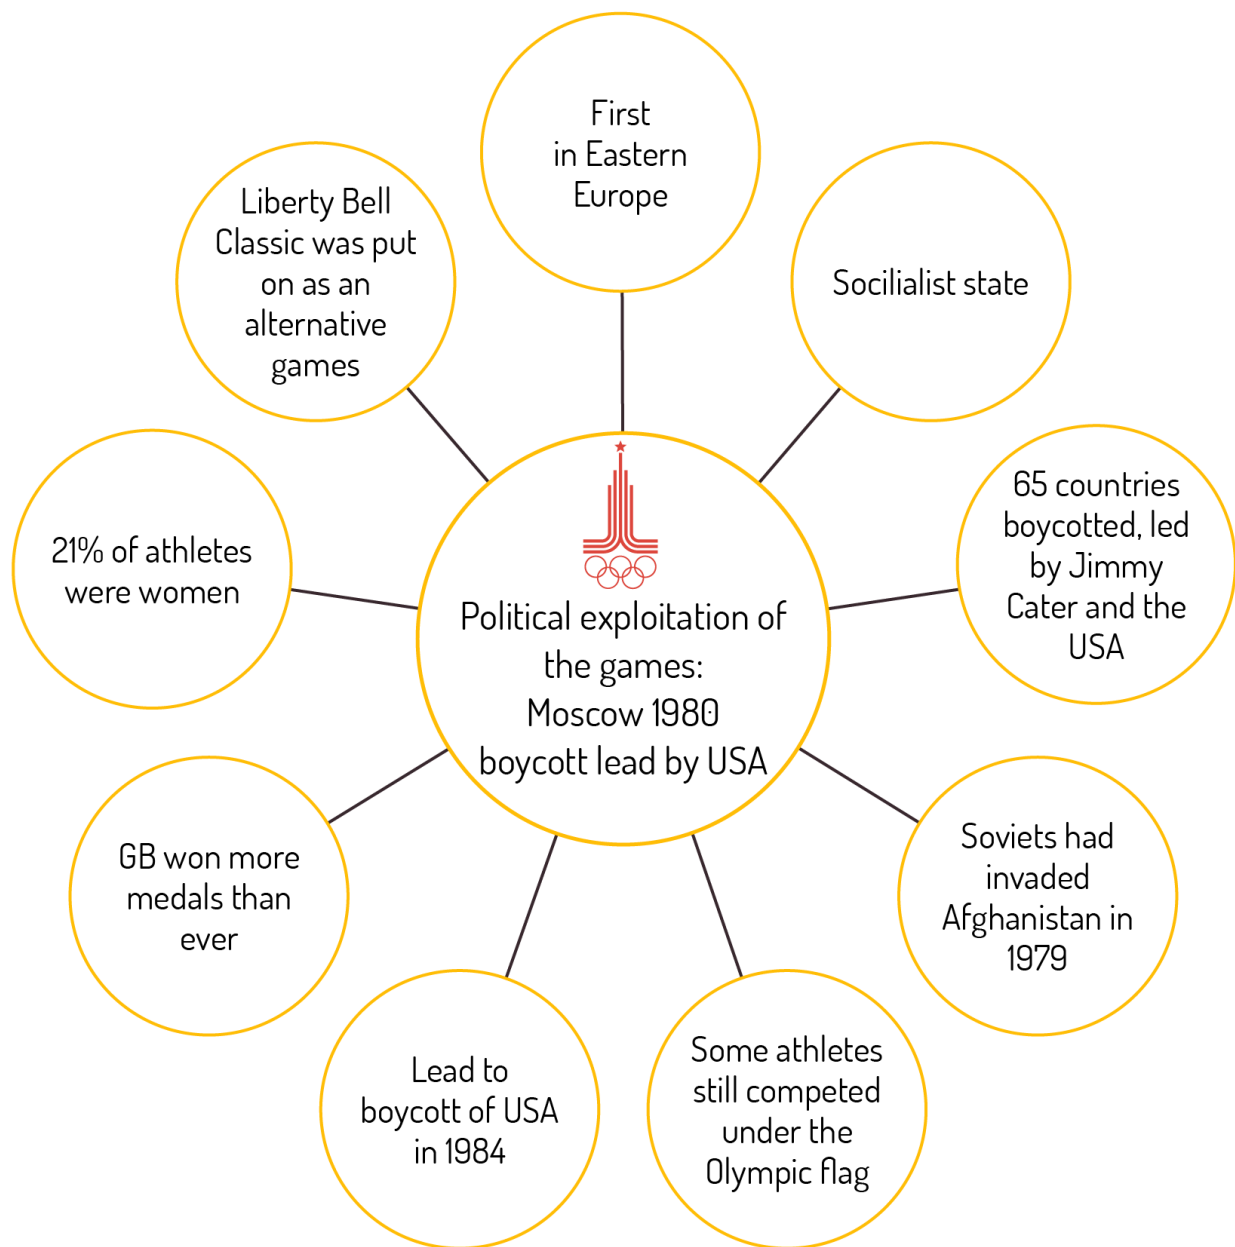 First
in Eastern
Europe
Liberty Bell
Classic was put
on as an
alternative
games
Socilialist state
21% of athletes
were women
65 countries
boycotted, led
by Jimmy
Cater and the
USA
Political exploitation of
the games:
Moscow 1980
boycott lead by USA
GB won more
medals than
ever
Soviets had
invaded
Afghanistan in
1979
Lead to
boycott of USA
in 1984
Some athletes
still competed
under the
Olympic flag